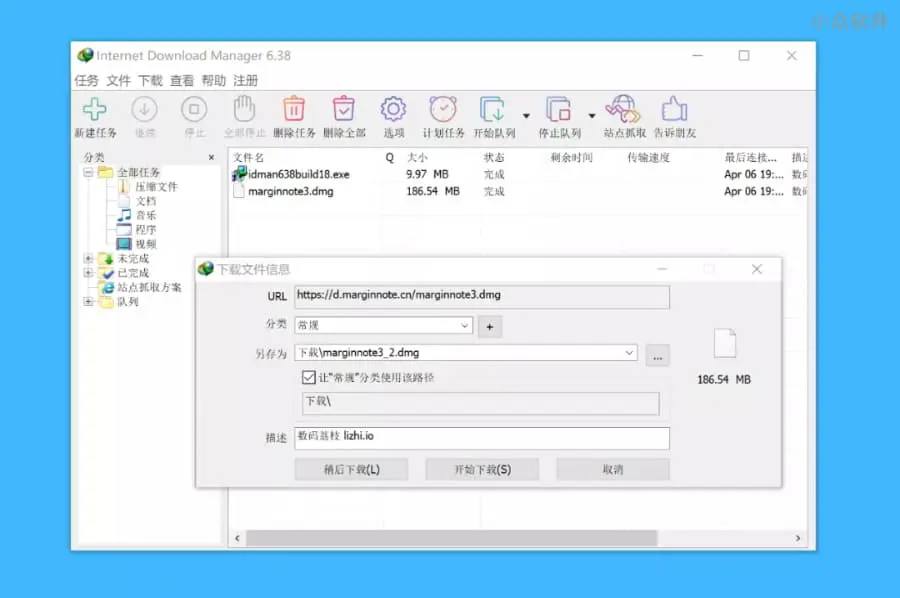 小众软件
Internet Download Manager 6.38
任务 文件 下载 查看 帮助 注册
新建任务 继续 停止 全部停止 删除任务 删除全部 选项 计划任务 开始队列 停止队列 站点抓取 告诉朋友
分类 ×
文件名 Q 大小 状态 剩余时间 传输速度 最后连接... 描述
全部任务
压缩文件
文档
音乐
程序
视频
未完成
已完成
站点抓取方案
队列
idman638build18.exe 9.97 MB 完成 Apr 06 19:... 数码
marginnote3.dmg 186.54 MB 完成 Apr 06 19:... 数码
下载文件信息
URL https://d.marginnote.cn/marginnote3.dmg
分类 常规 +
另存为 下载\marginnote3_2.dmg ...
让"常规"分类使用该路径
下载\
186.54 MB
描述 数码荔枝 lizhi.io
稍后下载(L) 开始下载(S) 取消